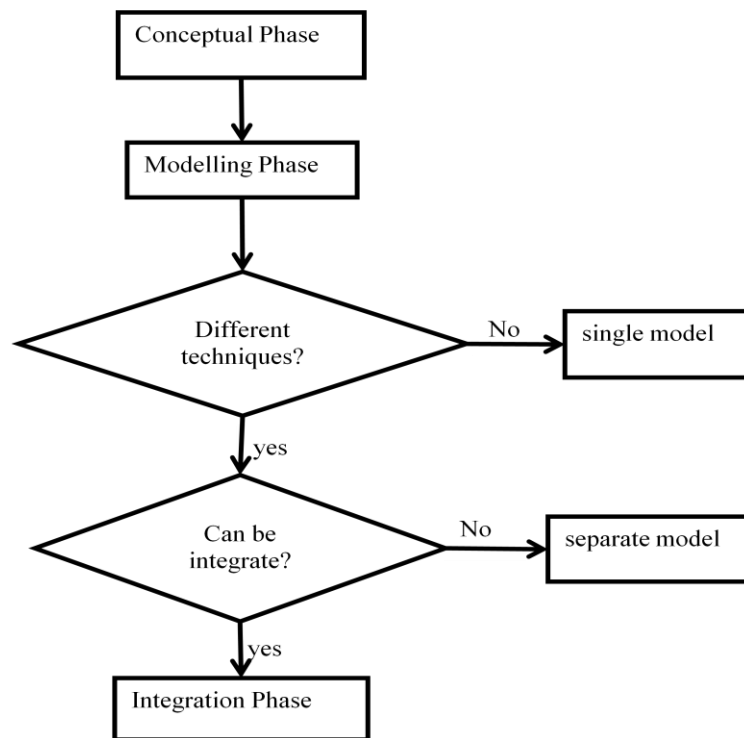 Conceptual Phase
Modelling Phase
Different
techniques?
No
single model
yes
Can be
integrate?
No
separate model
yes
Integration Phase